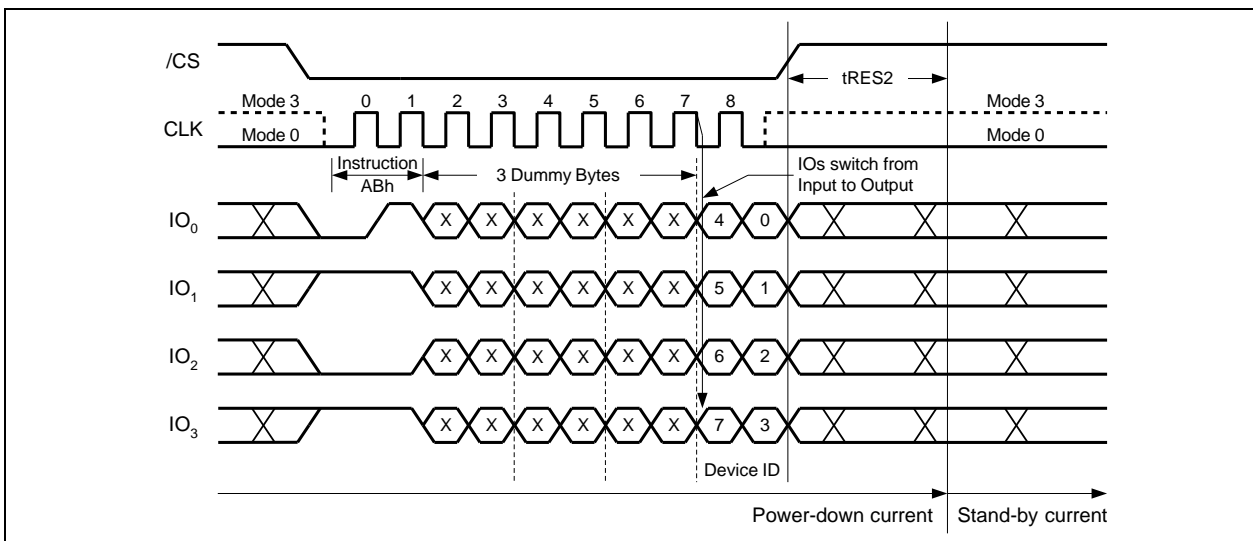 /CS
tRES2
Mode 3
0 1 2 3 4 5 6 7 8
Mode 3
CLK
Mode 0
Mode 0
Instruction
ABh
3 Dummy Bytes
IOs switch from
Input to Output
IO0
X X X X X X 4 0
IO1
X X X X X X 5 1
IO2
X X X X X X 6 2
IO3
X X X X X X 7 3
Device ID
Power-down current
Stand-by current